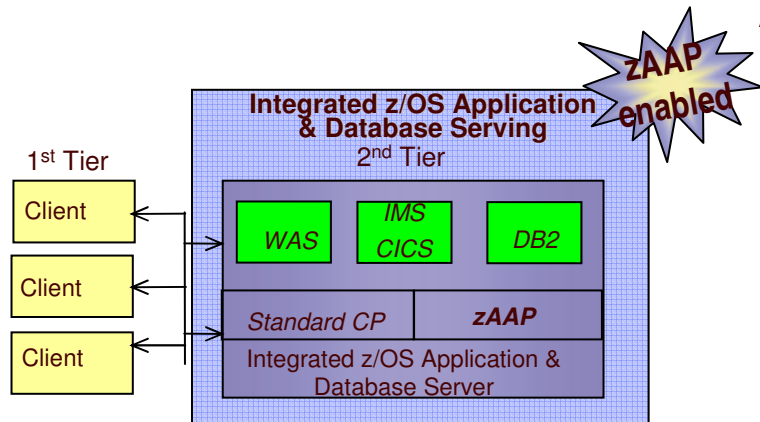 zAAP
enabled
Integrated z/OS Application
& Database Serving
2nd Tier
1st Tier
Client
Client
Client
WAS
IMS
CICS
DB2
Standard CP
zAAP
Integrated z/OS Application &
Database Server